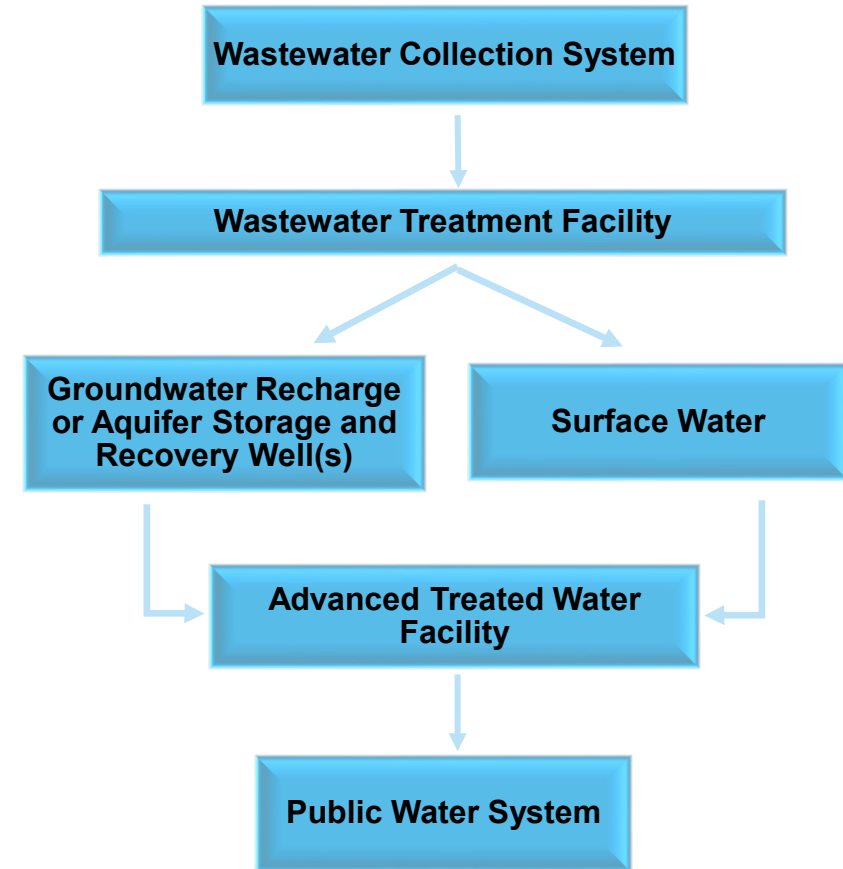 Wastewater Collection System
Wastewater Treatment Facility
Groundwater Recharge
or Aquifer Storage and
Recovery Well(s)
Surface Water
Advanced Treated Water
Facility
Public Water System